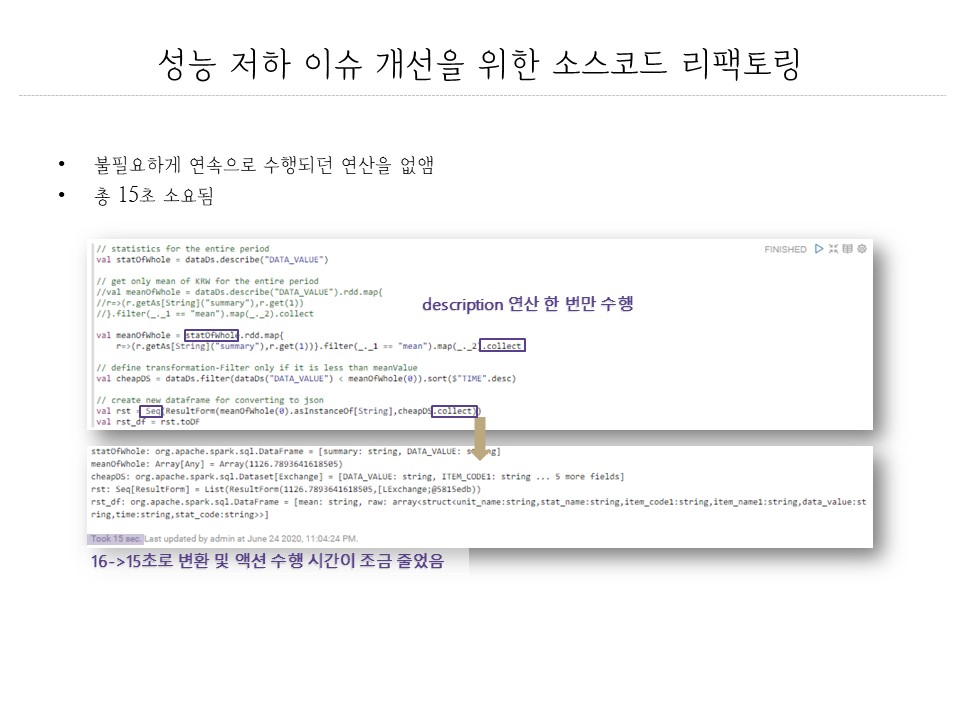 성능 저하 이슈 개선을 위한 소스코드 리팩토링
• 불필요하게 연속으로 수행되던 연산을 없앰
• 총 15초 소요됨
// statistics for the entire period
FINISHED
val statOfWhole = dataDs.describe("DATA_VALUE")
// get only mean of KRW for the entire period
//val meanOfWhole = dataDs.describe("DATA_VALUE").rdd.map{
//r=>(r.getAs[String]("summary"),r.get(1))
//}.filter(_._1 == "mean").map(_._2).collect
description 연산 한 번만 수행
val meanOfWhole = statOfWhole.rdd.map{
r=>(r.getAs[String]("summary"),r.get(1))}.filter(_._1 == "mean").map(_._2).collect
// define transformation-Filter only if it is less than meanValue
val cheapDS = dataDs.filter(dataDs("DATA_VALUE") < meanOfWhole(0)).sort($"TIME".desc)
// create new dataframe for converting to json
val rst = Seq(ResultForm(meanOfWhole(0).asInstanceOf[String],cheapDS.collect))
val rst_df = rst.toDF
statOfWhole: org.apache.spark.sql.DataFrame = [summary: string, DATA_VALUE: string]
meanOfWhole: Array[Any] = Array(1126.7893641618505)
cheapDS: org.apache.spark.sql.Dataset[Exchange] = [DATA_VALUE: string, ITEM_CODE1: string ... 5 more fields]
rst: Seq[ResultForm] = List(ResultForm(1126.7893641618505,[LExchange;@5815edb))
rst_df: org.apache.spark.sql.DataFrame = [mean: string, raw: array<struct<unit_name:string,stat_name:string,item_code1:string,item_name1:string,data_value:st
ring,time:string,stat_code:string>>]
Took 15 sec. Last updated by admin at June 24 2020, 11:04:24 PM.
16->15초로 변환 및 액션 수행 시간이 조금 줄었음